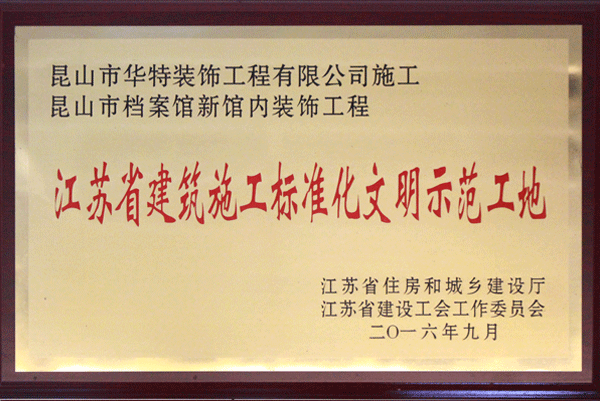 昆山市华特装饰工程有限公司施工
昆山市档案馆新馆内装饰工程
江苏省建筑施工标准化文明示范工地
江苏省住房和城乡建设厅
江苏省建设工会工作委员会
二〇一六年九月